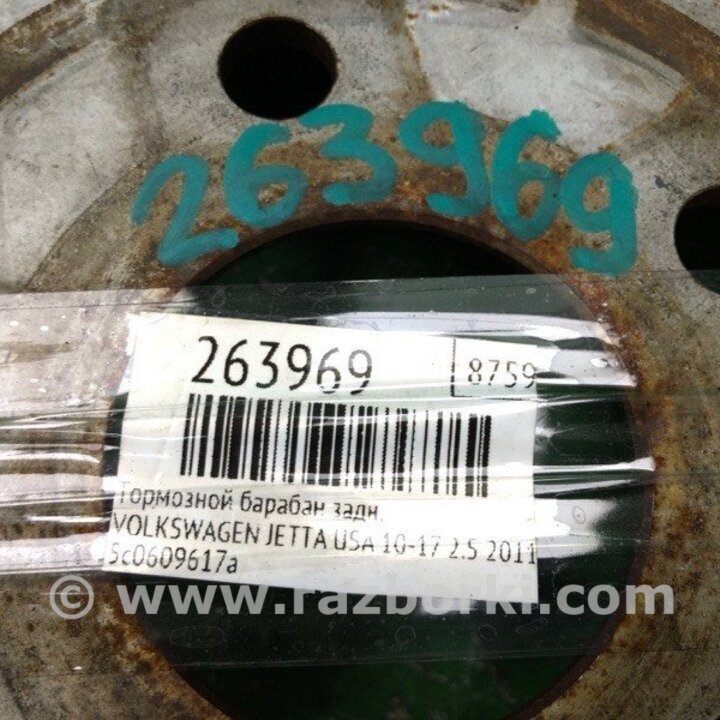 263969
263969 8759
Тормозной барабан задн.
VOLKSWAGEN JETTA USA 10-17 2.5 2011
5c0609617a
© www.razborki.com